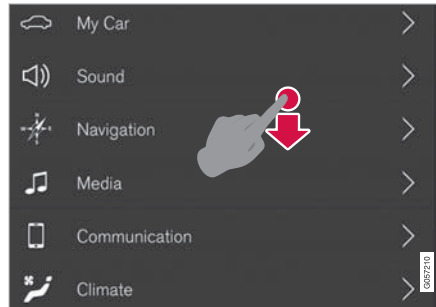 My Car
Sound
Navigation
Media
Communication
Climate
G057210